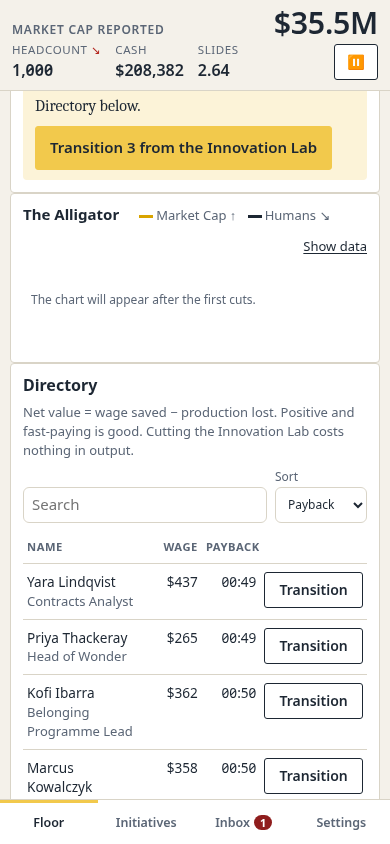 MARKET CAP REPORTED
$35.5M
HEADCOUNT ↘ CASH SLIDES
1,000 $208,382 2.64
Directory below.
Transition 3 from the Innovation Lab
The Alligator Market Cap ↑ Humans ↘
Show data
The chart will appear after the first cuts.
Directory
Net value = wage saved − production lost. Positive and
fast-paying is good. Cutting the Innovation Lab costs
nothing in output.
Sort
Search Payback
NAME WAGE PAYBACK
Yara Lindqvist $437 00:49 Transition
Contracts Analyst
Priya Thackeray $265 00:49 Transition
Head of Wonder
Kofi Ibarra $362 00:50 Transition
Belonging
Programme Lead
Marcus $358 00:50 Transition
Kowalczyk
Floor Initiatives Inbox 1 Settings